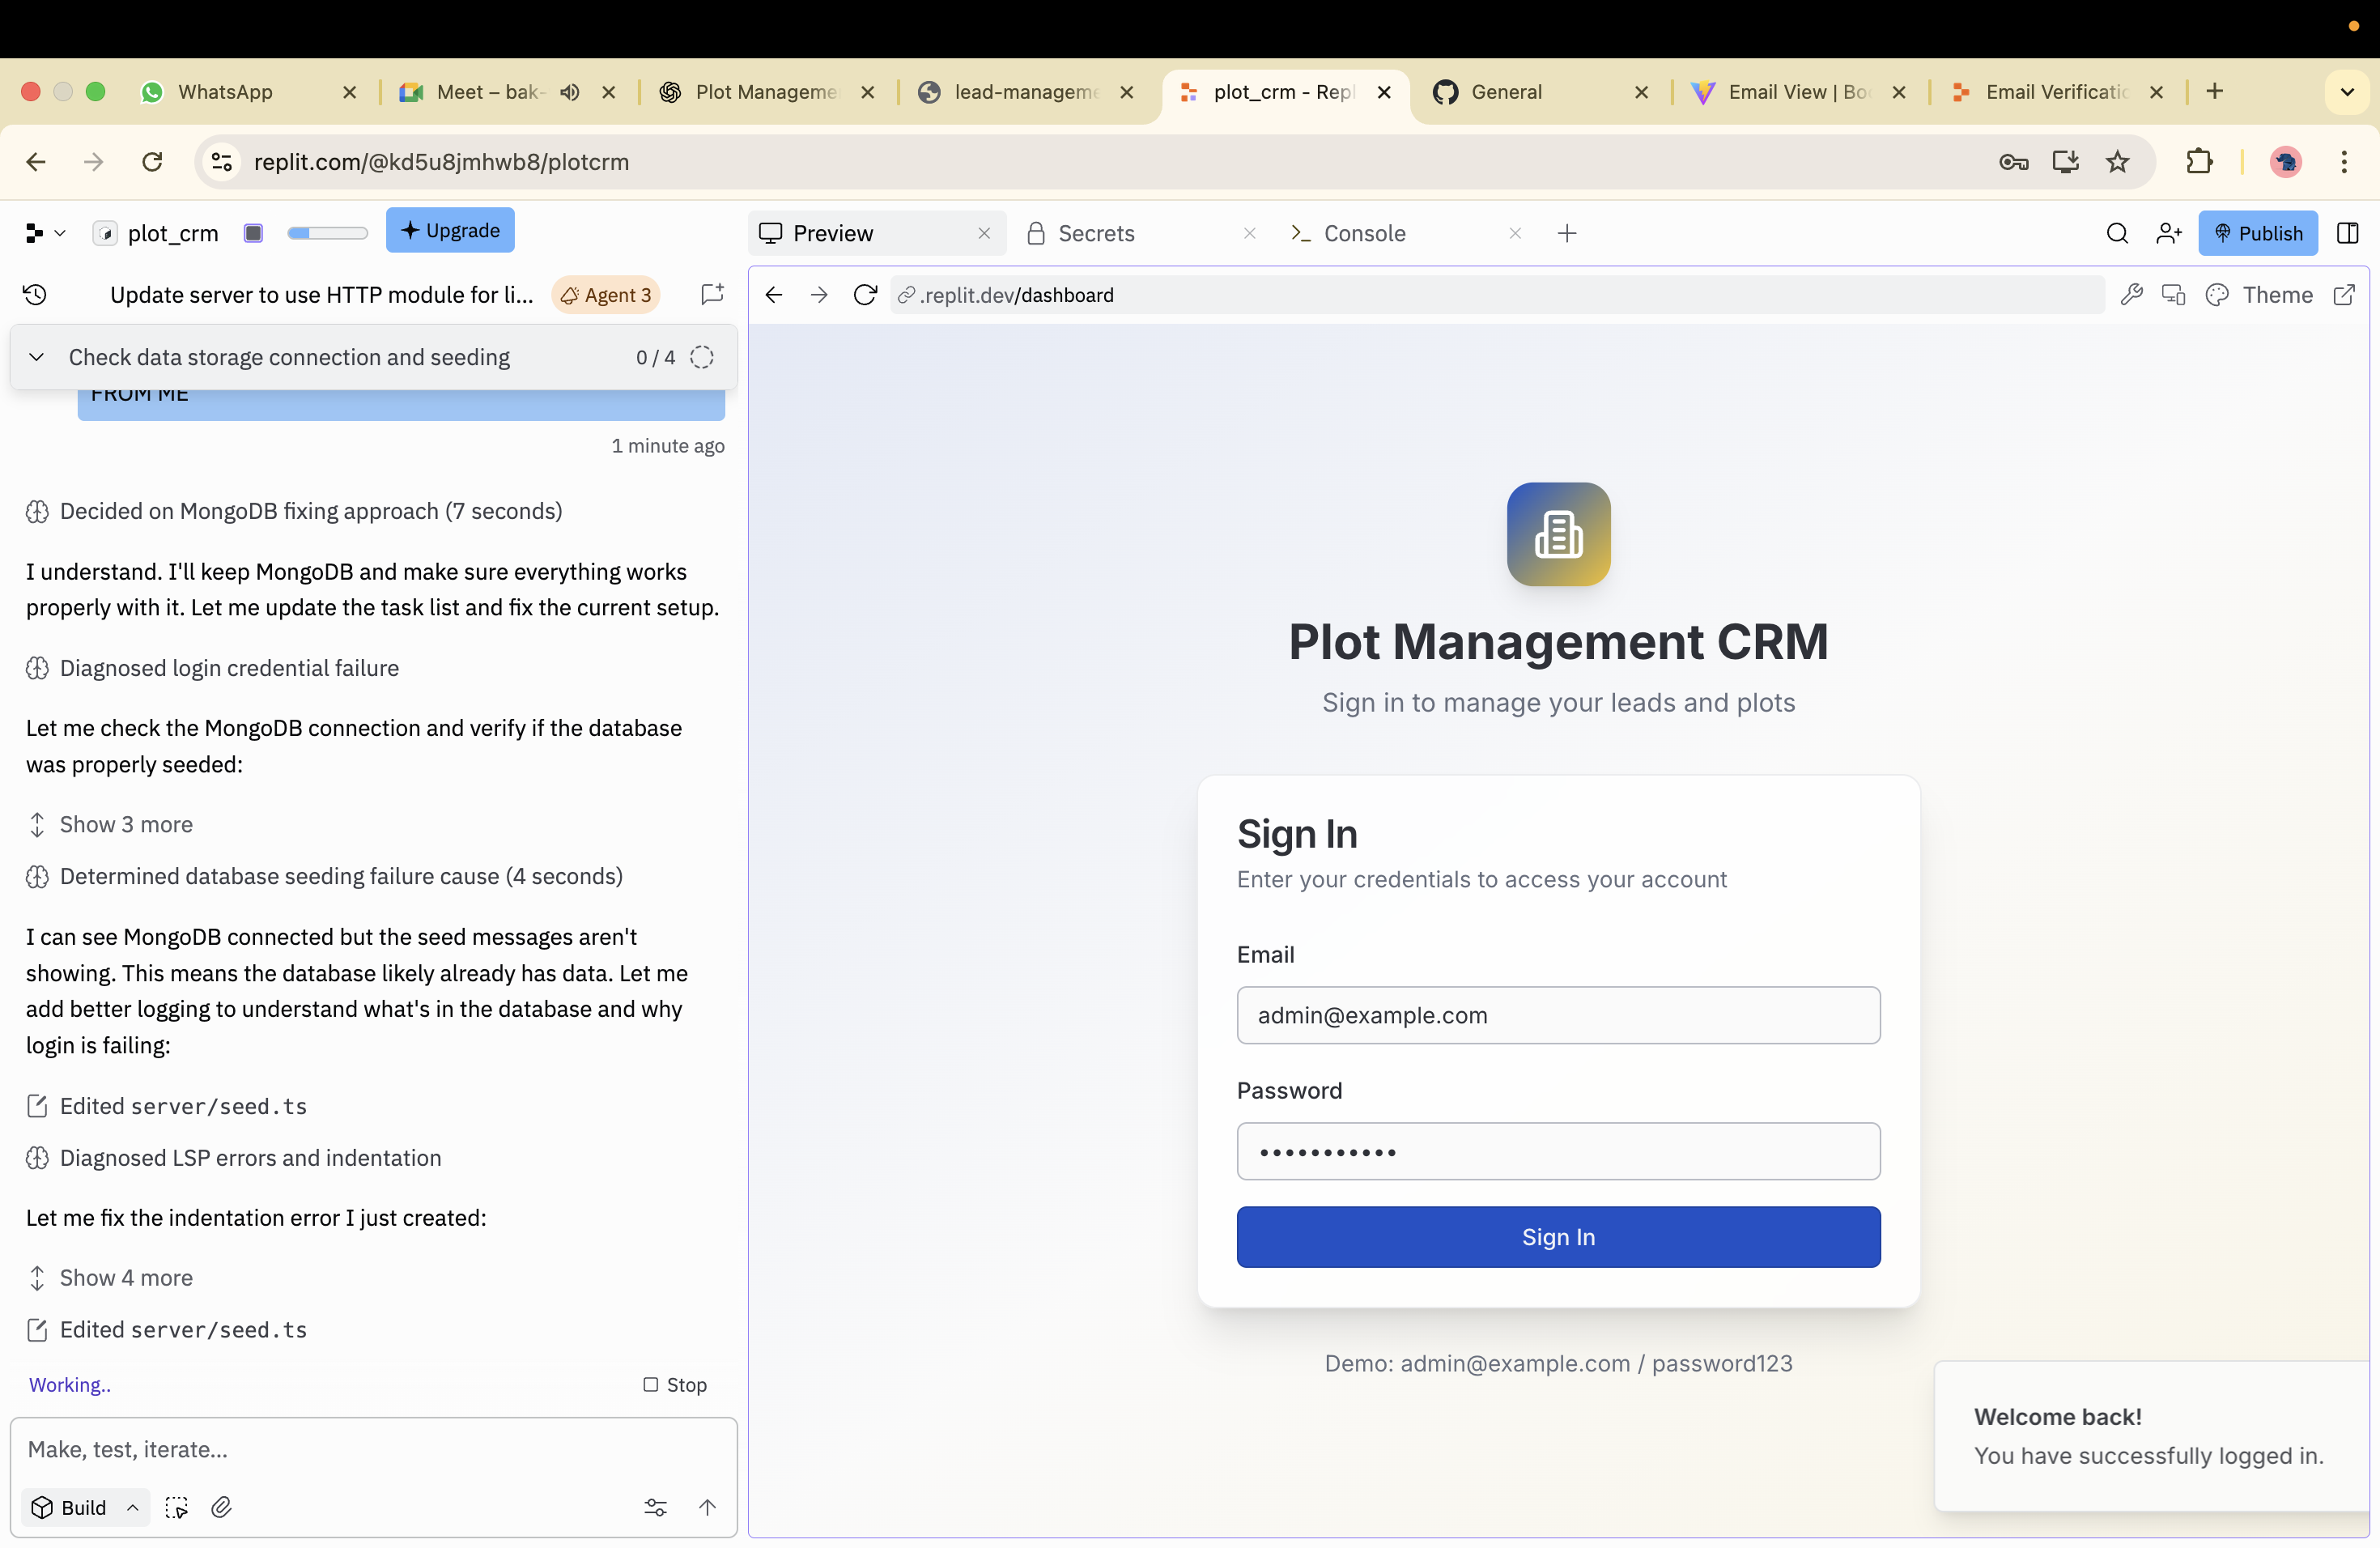 WhatsApp
Meet – bak-
Plot Manageme
lead-manageme
plot_crm - Repl
General
Email View | Bo
Email Verificatic
replit.com/@kd5u8jmhwb8/plotcrm
plot_crm
Upgrade
Preview
Secrets
Console
Publish
Update server to use HTTP module for li...
Agent 3
.replit.dev/dashboard
Theme
Check data storage connection and seeding
0 / 4
FROM ME
1 minute ago
Decided on MongoDB fixing approach (7 seconds)
I understand. I'll keep MongoDB and make sure everything works
properly with it. Let me update the task list and fix the current setup.
Diagnosed login credential failure
Let me check the MongoDB connection and verify if the database
was properly seeded:
Show 3 more
Determined database seeding failure cause (4 seconds)
I can see MongoDB connected but the seed messages aren't
showing. This means the database likely already has data. Let me
add better logging to understand what's in the database and why
login is failing:
Edited server/seed.ts
Diagnosed LSP errors and indentation
Let me fix the indentation error I just created:
Show 4 more
Edited server/seed.ts
Working..
Stop
Make, test, iterate...
Build
Plot Management CRM
Sign in to manage your leads and plots
Sign In
Enter your credentials to access your account
Email
admin@example.com
Password
•••••••••••
Sign In
Demo: admin@example.com / password123
Welcome back!
You have successfully logged in.